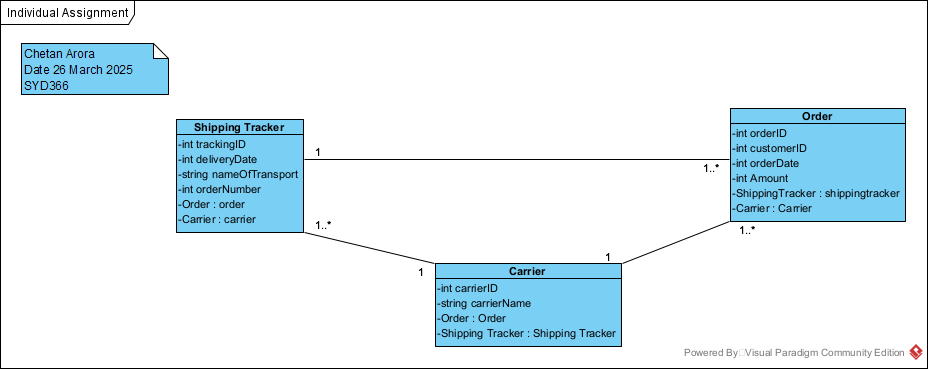 Individual Assignment
Chetan Arora
Date 26 March 2025
SYD366
Shipping Tracker
-int trackingID
-int deliveryDate
-string nameOfTransport
-int orderNumber
-Order : order
-Carrier : carrier
1
1..*
Order
-int orderID
-int customerID
-int orderDate
-int Amount
-ShippingTracker : shippingtracker
-Carrier : Carrier
1..*
1
1
1..*
Carrier
-int carrierID
-string carrierName
-Order : Order
-Shipping Tracker : Shipping Tracker
Powered By Visual Paradigm Community Edition